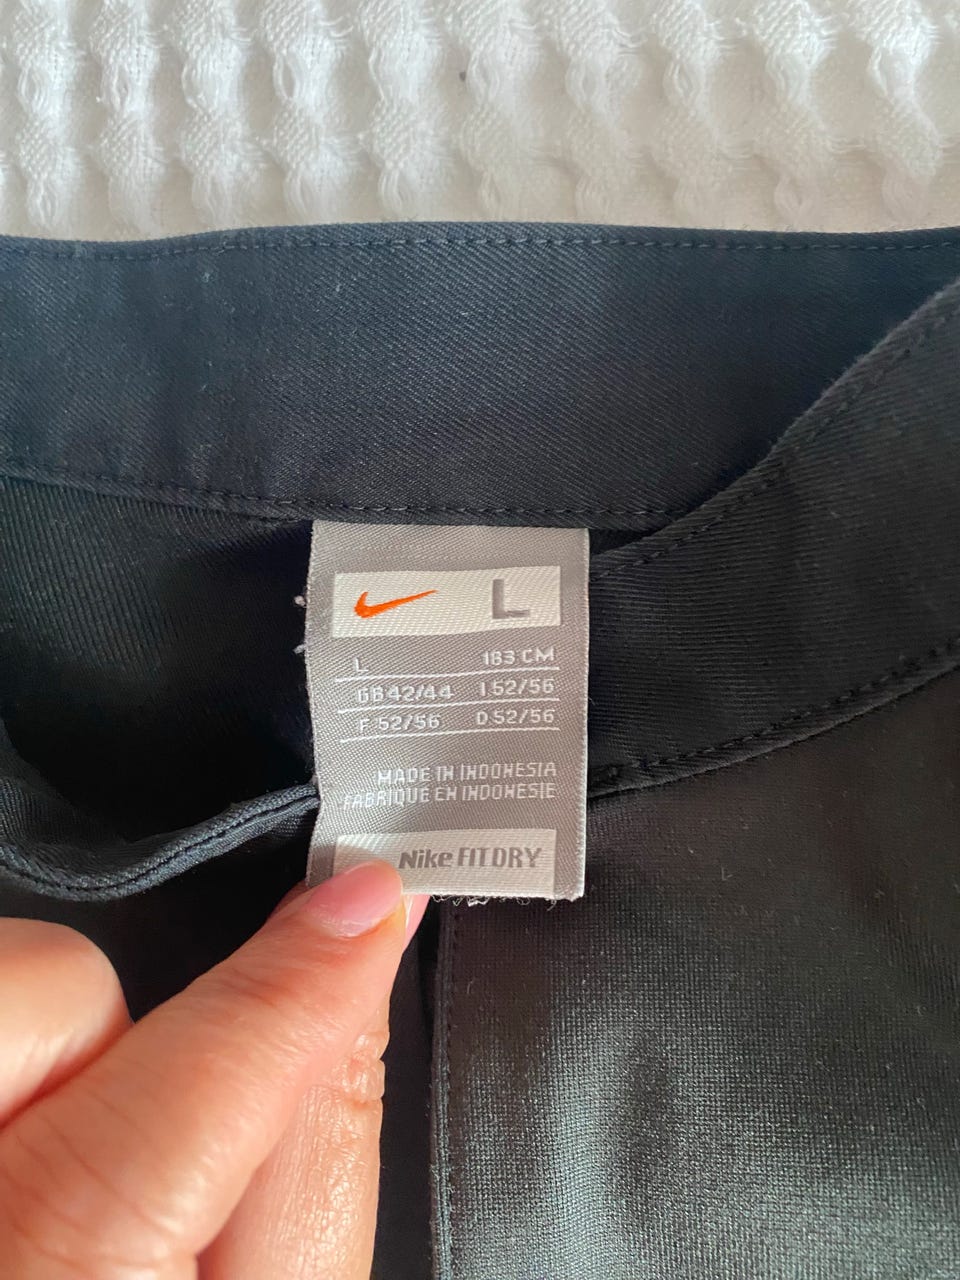 L
L 183 CM
GB 42/44 I 52/56
F 52/56 D 52/56
MADE IN INDONESIA
FABRIQUE EN INDONESIE
Nike FIT DRY